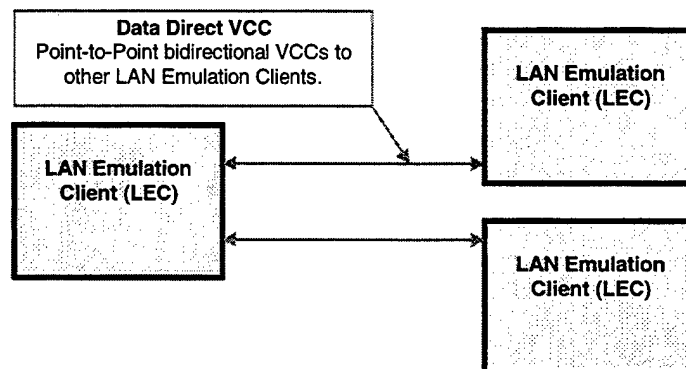 Data Direct VCC
Point-to-Point bidirectional VCCs to
other LAN Emulation Clients.
LAN Emulation
Client (LEC)
LAN Emulation
Client (LEC)
LAN Emulation
Client (LEC)